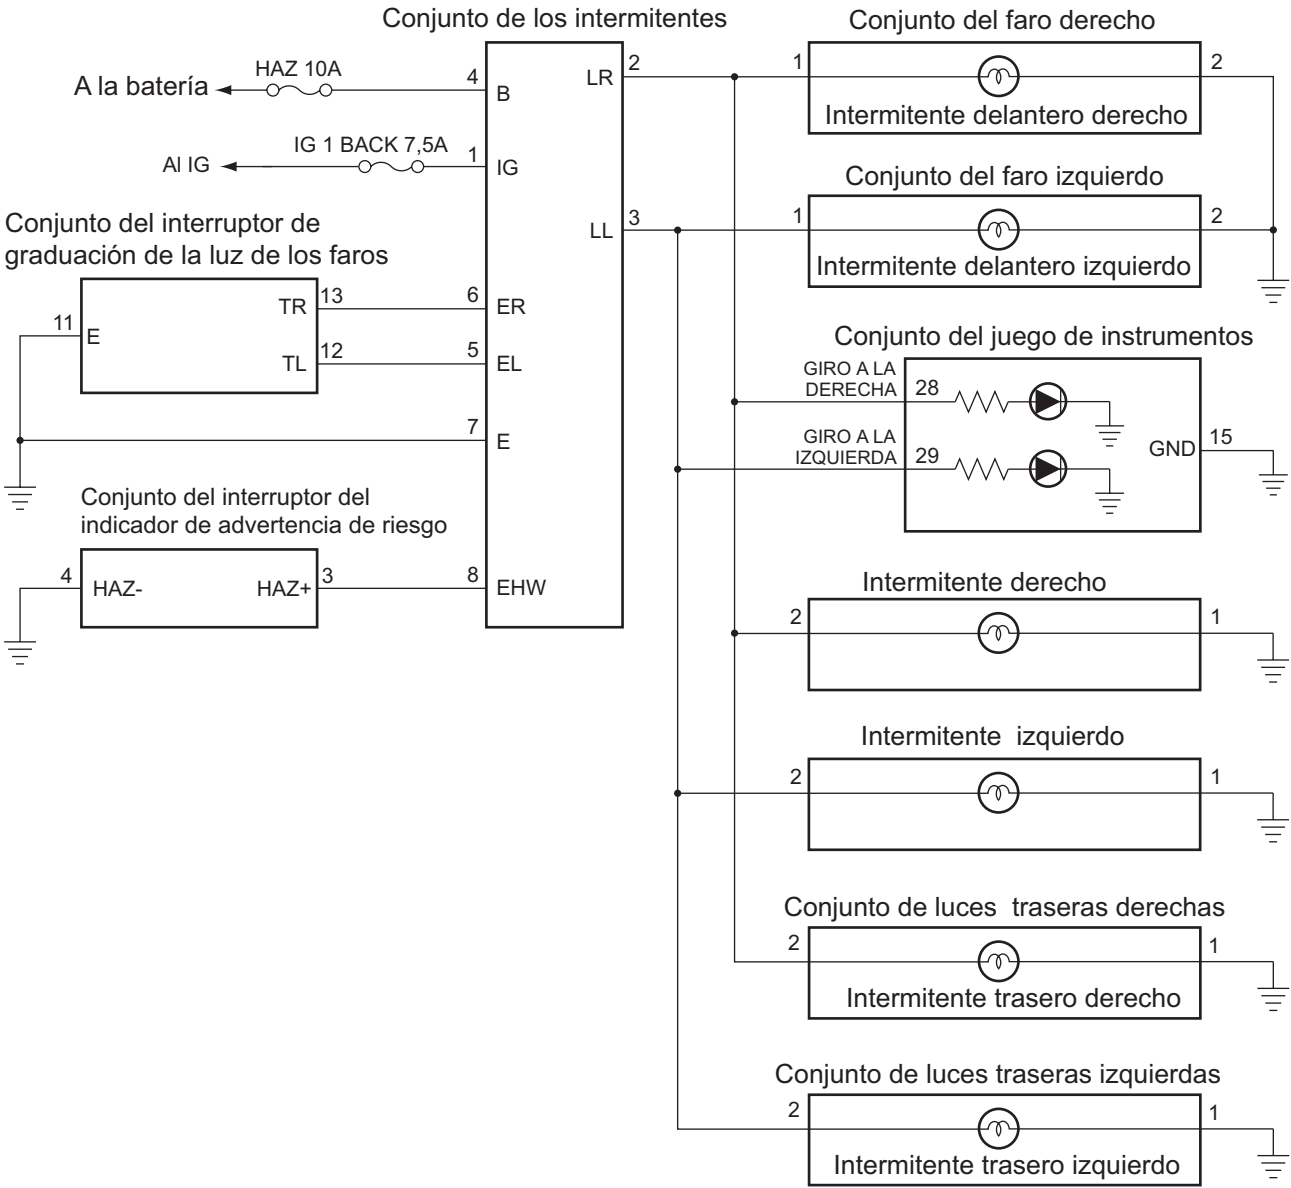 Conjunto de los intermitentes
Conjunto del faro derecho
A la batería
HAZ 10A
4
B
LR
2
1
2
Intermitente delantero derecho
Al IG
IG 1 BACK 7,5A
1
IG
Conjunto del faro izquierdo
LL
3
1
2
Intermitente delantero izquierdo
Conjunto del interruptor de
graduación de la luz de los faros
11
E
TR
13
6
ER
TL
12
5
EL
7
E
Conjunto del juego de instrumentos
GIRO A LA
DERECHA
28
GIRO A LA
IZQUIERDA
29
GND
15
Conjunto del interruptor del
indicador de advertencia de riesgo
4
HAZ-
HAZ+
3
8
EHW
Intermitente derecho
2
1
Intermitente izquierdo
2
1
Conjunto de luces traseras derechas
2
1
Intermitente trasero derecho
Conjunto de luces traseras izquierdas
2
1
Intermitente trasero izquierdo